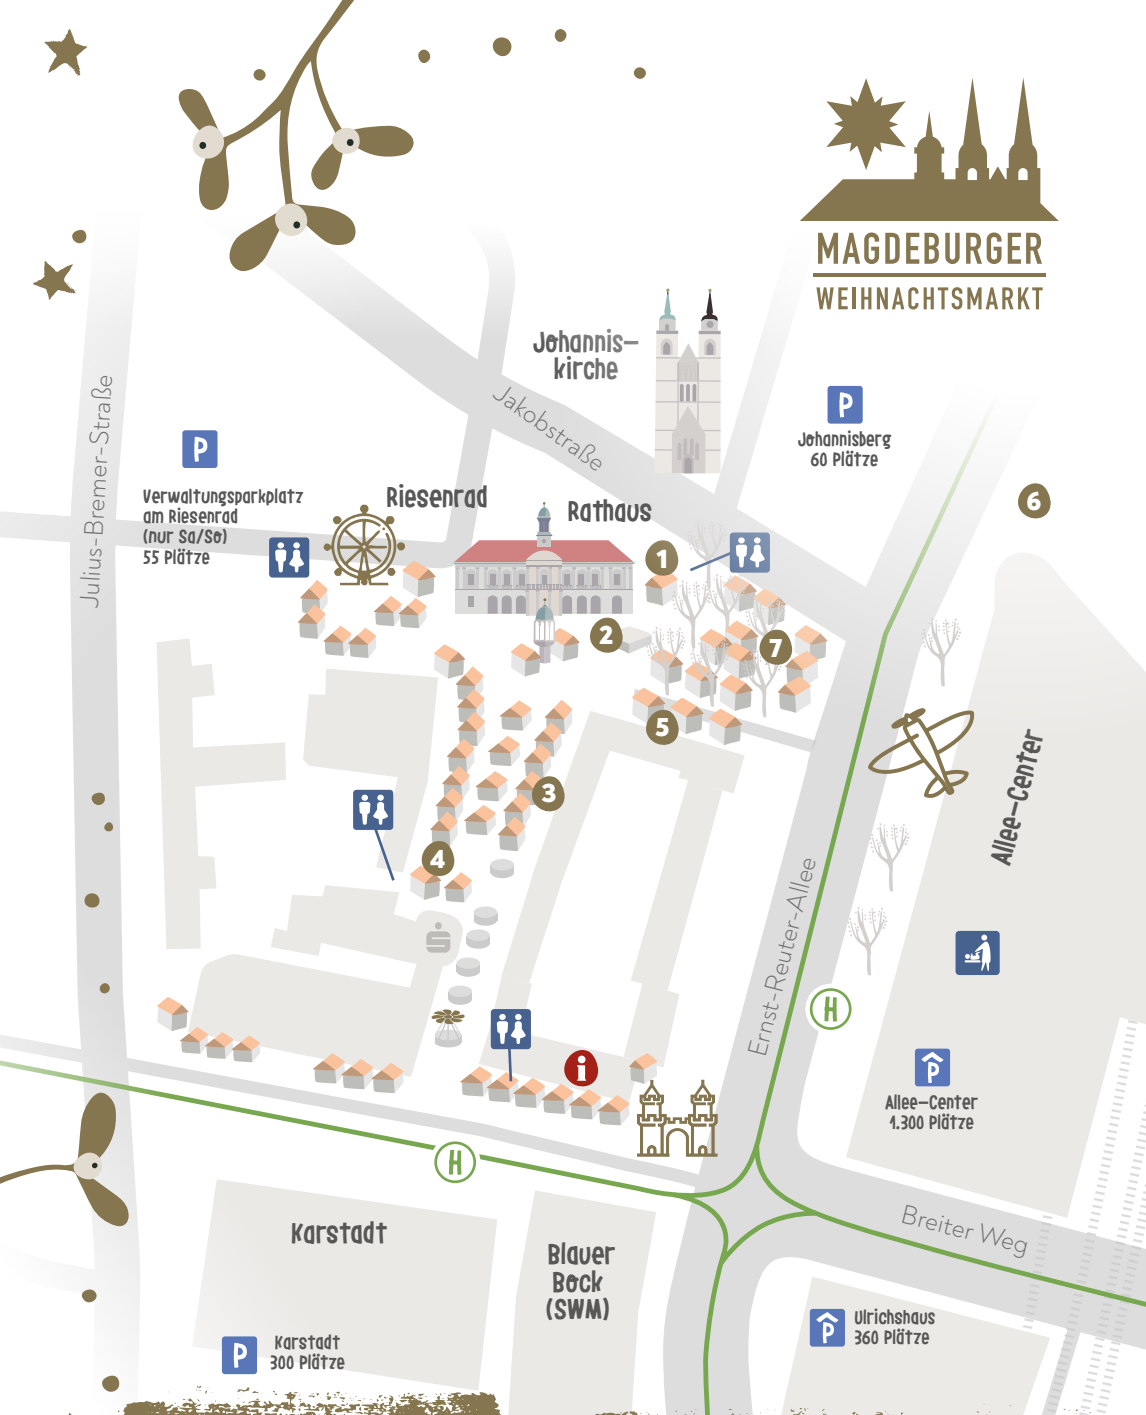 MAGDEBURGER
WEIHNACHTSMARKT
Johannis–
kirche
Jakobstraße
Julius-Bremer-Straße
P
Johannisberg
60 Plätze
P
Verwaltungsparkplatz
am Riesenrad
(nur Sa/So)
55 Plätze
Riesenrad
Rathaus
6
1
2
7
5
3
4
Allee–Center
Ernst-Reuter-Allee
H
i
P
Allee–Center
1.300 Plätze
H
Breiter Weg
Karstadt
Blauer
Bock
(SWM)
P
Karstadt
300 Plätze
P
Ulrichshaus
360 Plätze